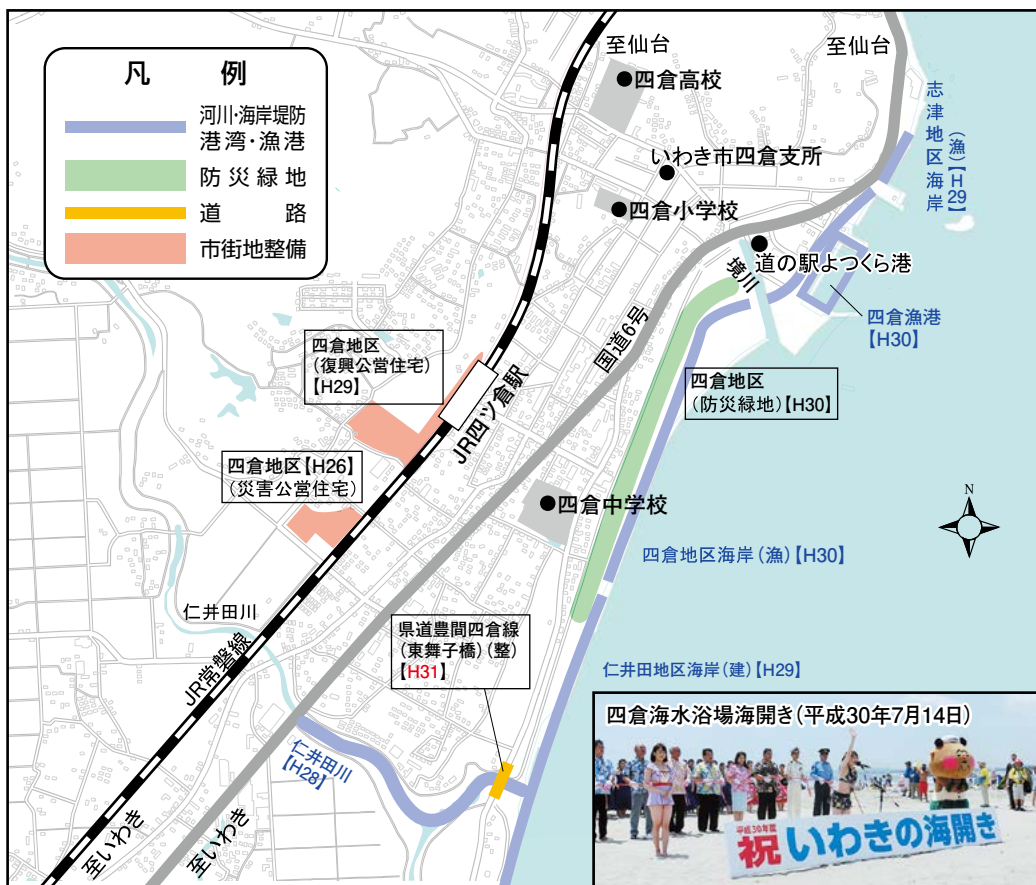 凡 例
河川・海岸堤防
港湾・漁港
防災緑地
道 路
市街地整備
至仙台
至仙台
四倉高校
いわき市四倉支所
四倉小学校
道の駅よつくら港
境川
志津地区海岸
(漁)【H29】
四倉漁港
【H30】
国道6号
四倉地区
(復興公営住宅)
【H29】
JR四ツ倉駅
四倉地区
(防災緑地)【H30】
四倉地区【H26】
(災害公営住宅)
四倉中学校
N
四倉地区海岸(漁)【H30】
仁井田川
JR常磐線
県道豊間四倉線
(東舞子橋)(整)
【H31】
仁井田地区海岸(建)【H29】
仁井田川
【H28】
至いわき
至いわき
四倉海水浴場海開き(平成30年7月14日)
平成30年度
祝 いわきの海開き